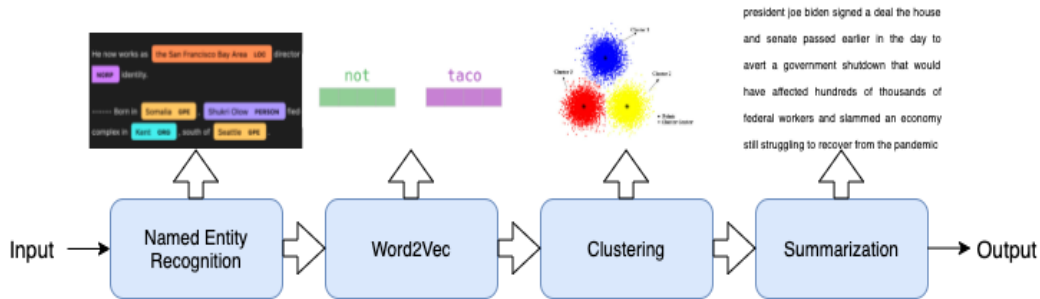 He now works as the San Francisco Bay Area LOC director
NORP identity.
Born in Somalia GPE , Shukri Olow PERSON fled
complex in Kent ORG , south of Seattle GPE .
not
taco
Cluster 2
president joe biden signed a deal the house
and senate passed earlier in the day to
avert a government shutdown that would
have affected hundreds of thousands of
federal workers and slammed an economy
still struggling to recover from the pandemic
Input
Named Entity
Recognition
Word2Vec
Clustering
Summarization
Output